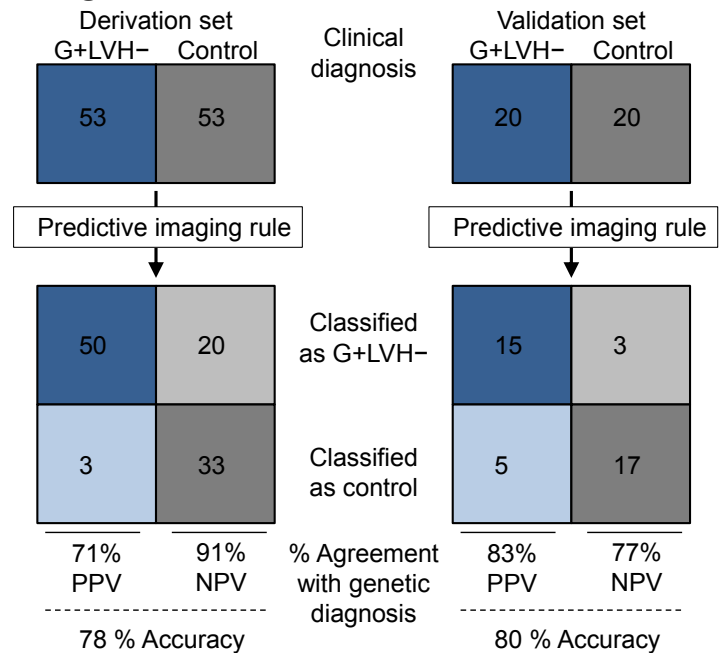 Derivation set
G+LVH− Control
Clinical
diagnosis
Validation set
G+LVH− Control
53 53
20 20
Predictive imaging rule
Predictive imaging rule
50 20
Classified
as G+LVH−
15 3
3 33
Classified
as control
5 17
71% 91%
PPV NPV
% Agreement
with genetic
diagnosis
83% 77%
PPV NPV
78 % Accuracy
80 % Accuracy